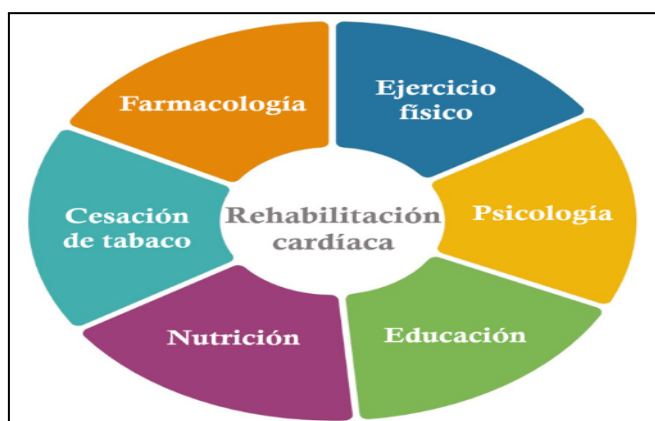 Farmacología
Ejercicio
físico
Cesación
de tabaco
Rehabilitación
cardíaca
Psicología
Nutrición
Educación